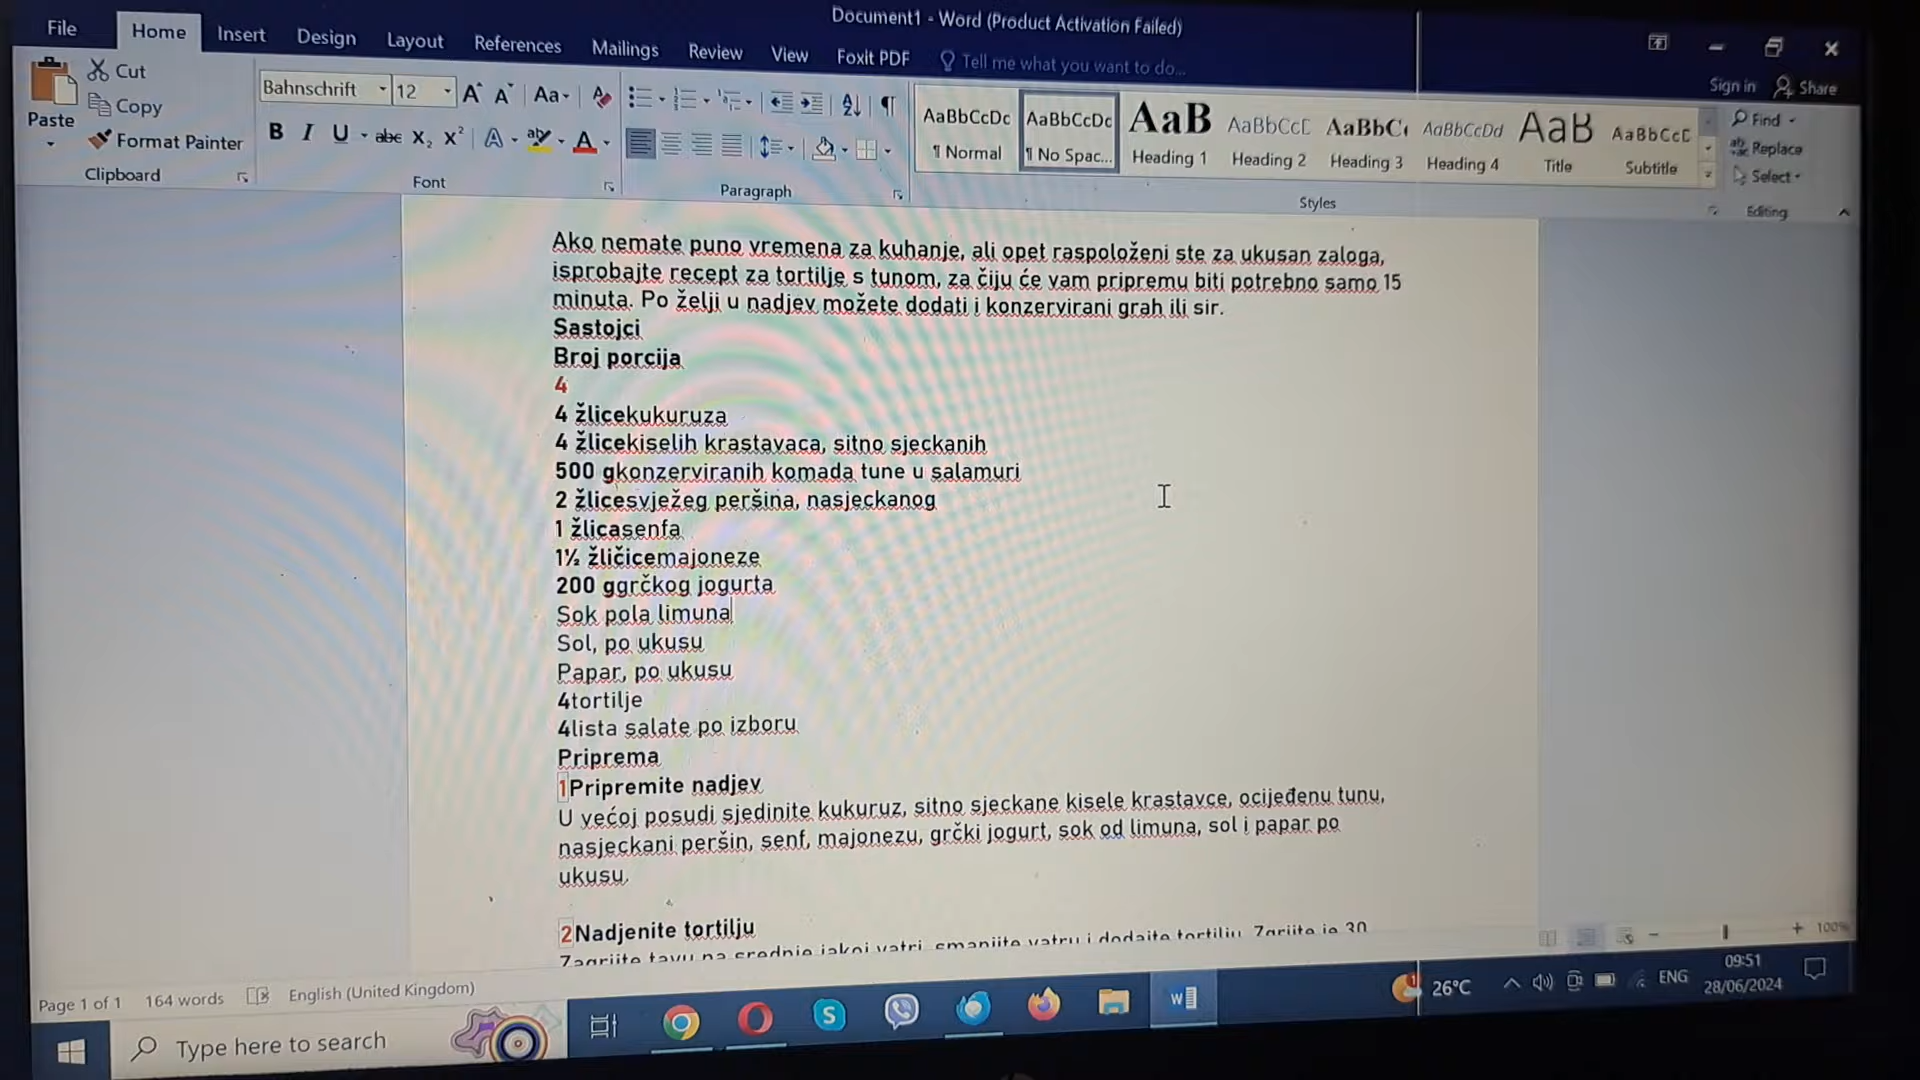 Document1 - Word (Product Activation Failed)
File Home Insert Design Layout References Mailings Review View Foxit PDF Tell me what you want to do...
Sign in Share
Paste
Cut
Copy
Format Painter
Clipboard
Bahnschrift 12
Font
Paragraph
AaBbCcDc AaBbCcDc AaB AaBbCcD AaBbCc AaBbCcDd AaB AaBbCcD
¶ Normal ¶ No Spac... Heading 1 Heading 2 Heading 3 Heading 4 Title Subtitle
Styles
Find
Replace
Select
Editing
Ako nemate puno vremena za kuhanje, ali opet raspoloženi ste za ukusan zaloga,
isprobajte recept za tortilje s tunom, za čiju će vam pripremu biti potrebno samo 15
minuta. Po želji u nadjev možete dodati i konzervirani grah ili sir.
Sastojci
Broj porcija
4
4 žlicekukuruza
4 žlicekiselih krastavaca, sitno sjeckanih
500 gkonzerviranih komada tune u salamuri
2 žlicesvježeg peršina, nasjeckanog
1 žlicasenfa
1½ žličicemajoneze
200 ggrčkog jogurta
Sok pola limuna
Sol, po ukusu
Papar, po ukusu
4tortilje
4lista salate po izboru
Priprema
1Pripremite nadjev
U većoj posudi sjedinite kukuruz, sitno sjeckane kisele krastavce, ocijeđenu tunu,
nasjeckani peršin, senf, majonezu, grčki jogurt, sok od limuna, sol i papar po
ukusu.
2Nadjenite tortilju
Zagrijte tavu na srednje jakoj vatri, smanjite vatru i dodajte tortilju. Zgrijte je 30
Page 1 of 1 164 words English (United Kingdom)
100%
Type here to search
26°C ENG 09:51
28/06/2024